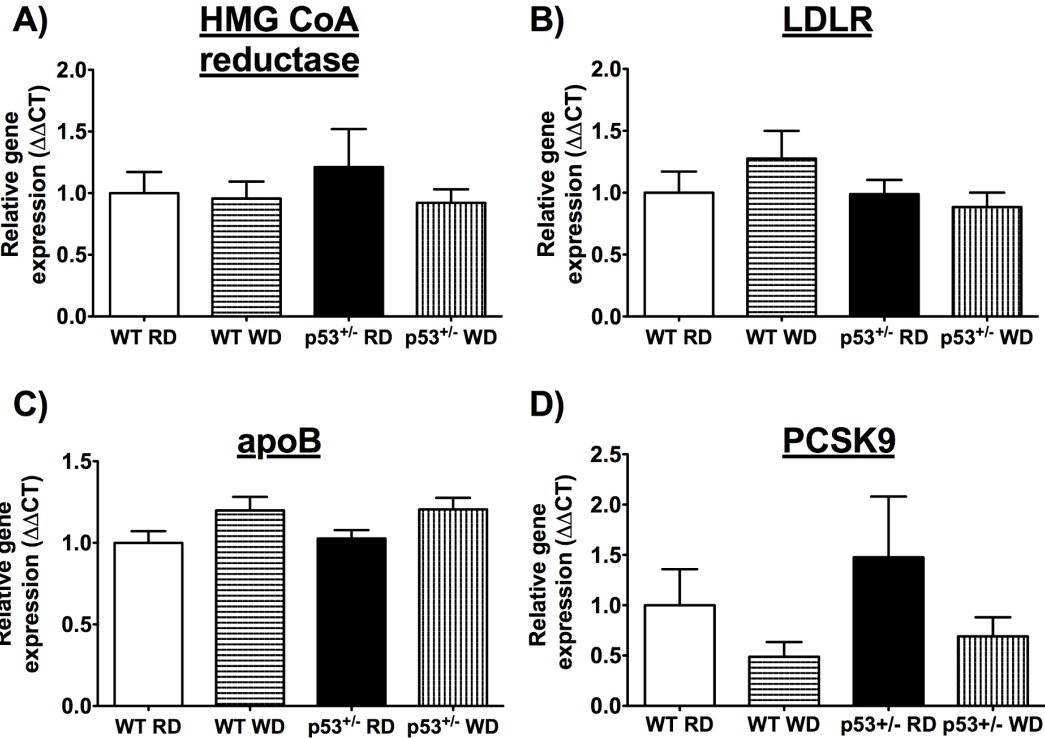 A)
HMG CoA
reductase
Relative gene
expression (ΔΔCT)
2.0
1.5
1.0
0.5
0.0
WT RD
WT WD
p53+/- RD
p53+/- WD
B)
LDLR
Relative gene
expression (ΔΔCT)
2.0
1.5
1.0
0.5
0.0
WT RD
WT WD
p53+/- RD
p53+/- WD
C)
apoB
Relative gene
expression (ΔΔCT)
1.5
1.0
0.5
0.0
WT RD
WT WD
p53+/- RD
p53+/- WD
D)
PCSK9
Relative gene
expression (ΔΔCT)
2.5
2.0
1.5
1.0
0.5
0.0
WT RD
WT WD
p53+/- RD
p53+/- WD